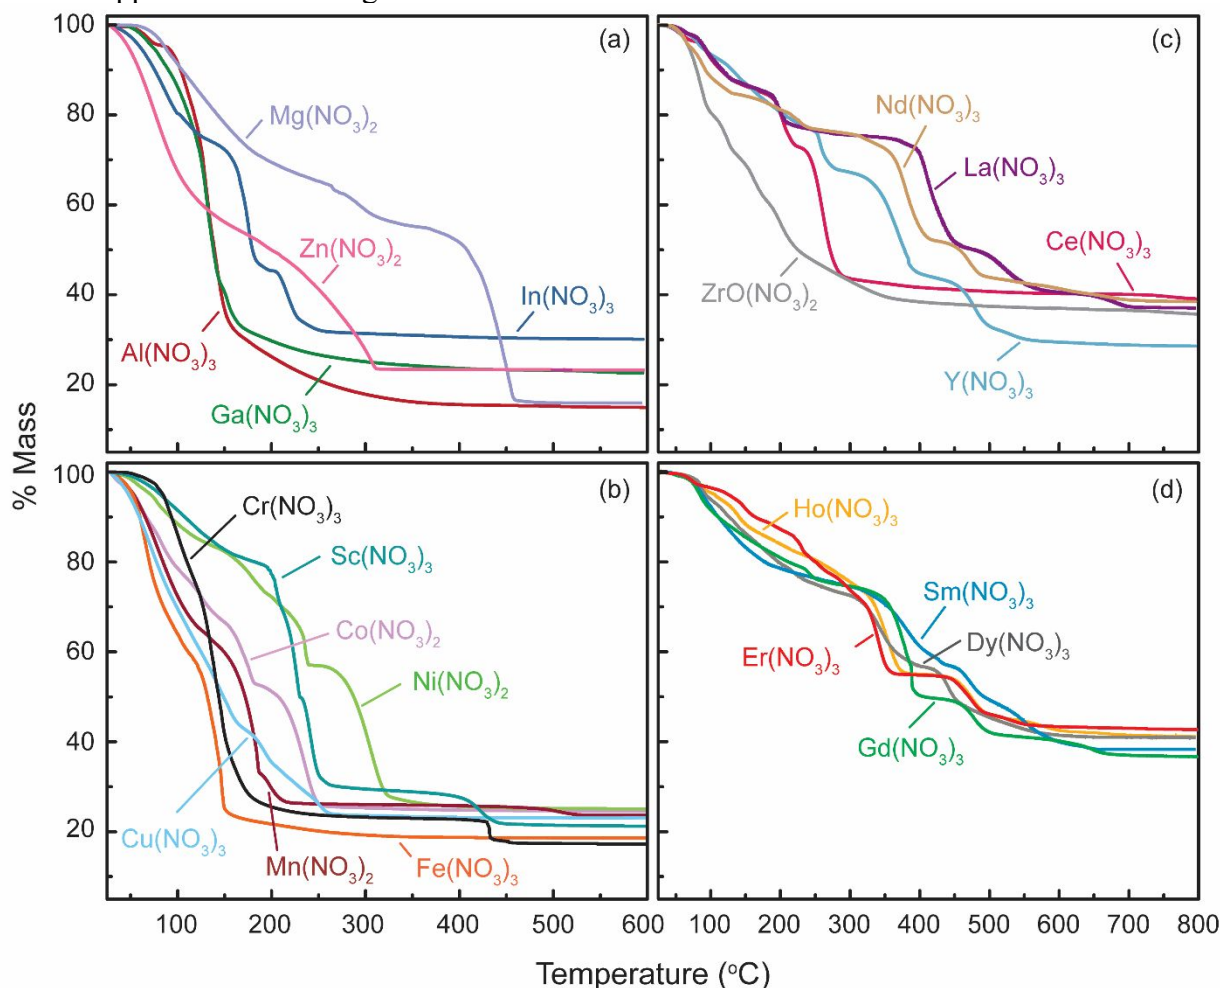 100
(a)
Mg(NO₃)₂
80
60
Zn(NO₃)₂
40
In(NO₃)₃
Al(NO₃)₃
20
Ga(NO₃)₃
(c)
Nd(NO₃)₃
La(NO₃)₃
Ce(NO₃)₃
ZrO(NO₃)₂
Y(NO₃)₃
% Mass
100
(b)
Cr(NO₃)₃
80
Sc(NO₃)₃
Co(NO₃)₂
60
Ni(NO₃)₂
40
Cu(NO₃)₃
20
Mn(NO₃)₂
Fe(NO₃)₃
(d)
Ho(NO₃)₃
Sm(NO₃)₃
Dy(NO₃)₃
Er(NO₃)₃
Gd(NO₃)₃
100 200 300 400 500 600
100 200 300 400 500 600 700 800
Temperature (°C)